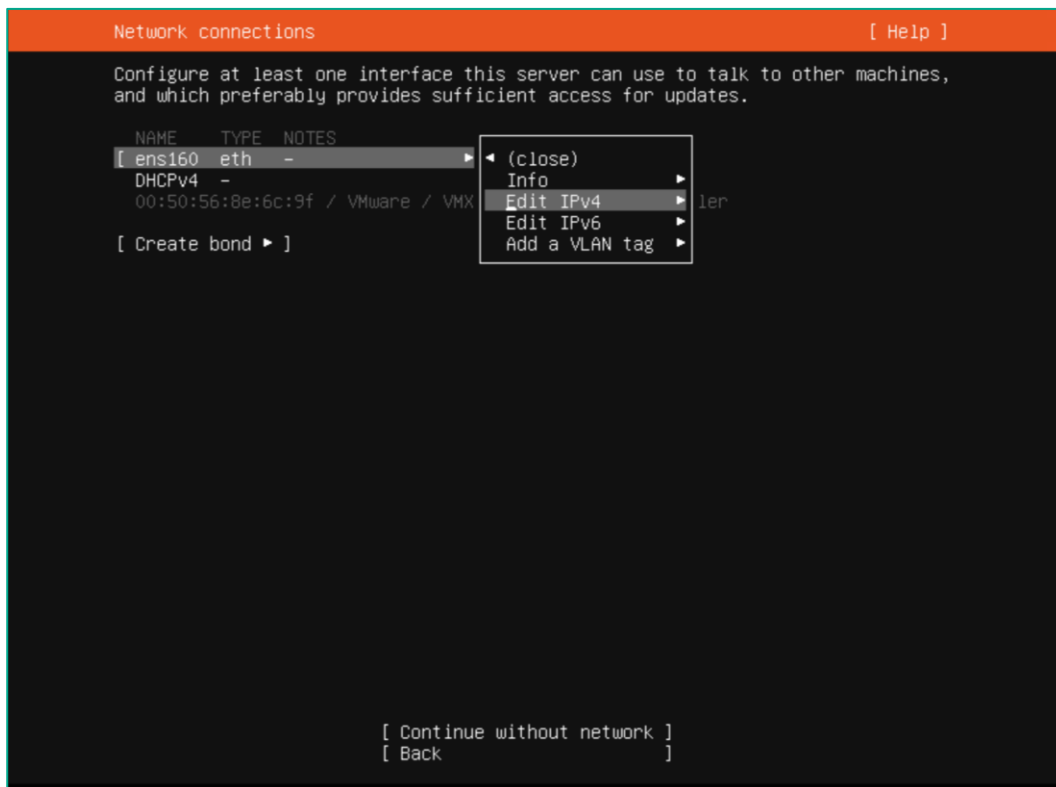 Network connections [ Help ]
Configure at least one interface this server can use to talk to other machines,
and which preferably provides sufficient access for updates.
NAME TYPE NOTES
[ ens160 eth - ▸ ◂ (close)
DHCPv4 - Info ▸
00:50:56:8e:6c:9f / VMware / VMX Edit IPv4 ▸ ler
Edit IPv6 ▸
[ Create bond ▸ ] Add a VLAN tag ▸
[ Continue without network ]
[ Back ]